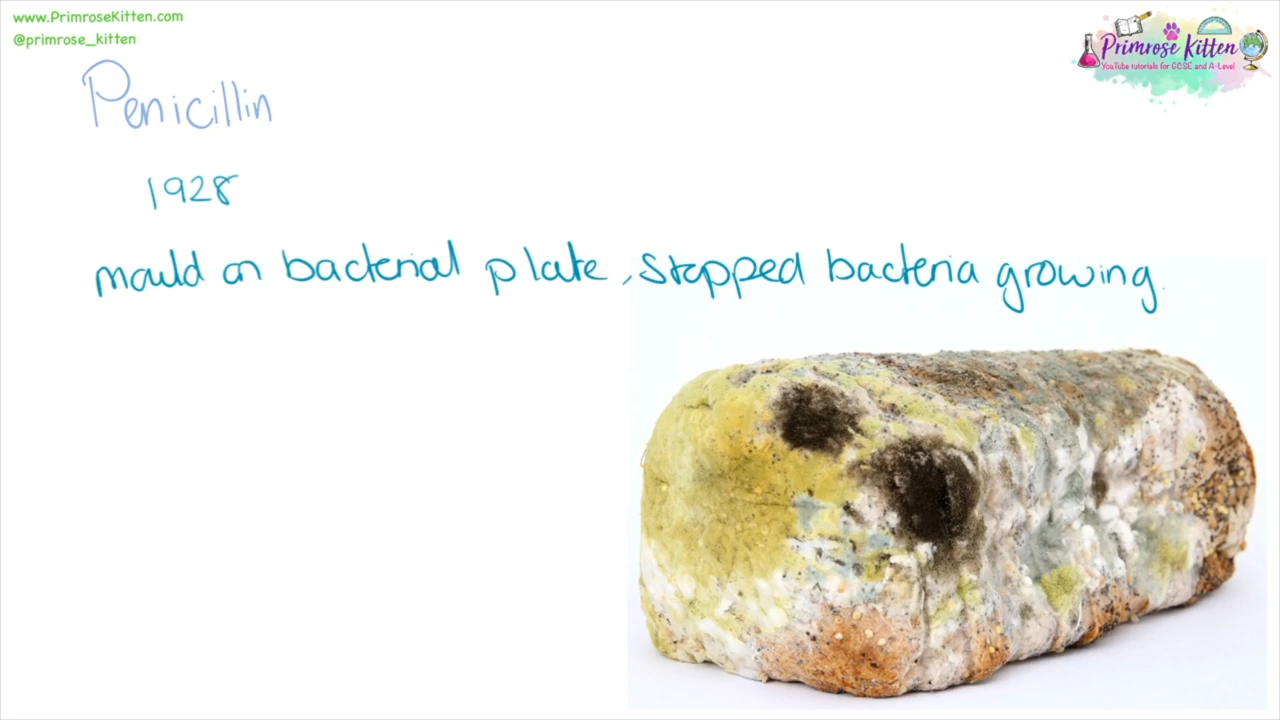 www.PrimroseKitten.com
@primrose_kitten
Primrose Kitten
YouTube tutorials for GCSE and A-Level
Penicillin
1928
mould on bacterial plate, stopped bacteria growing.